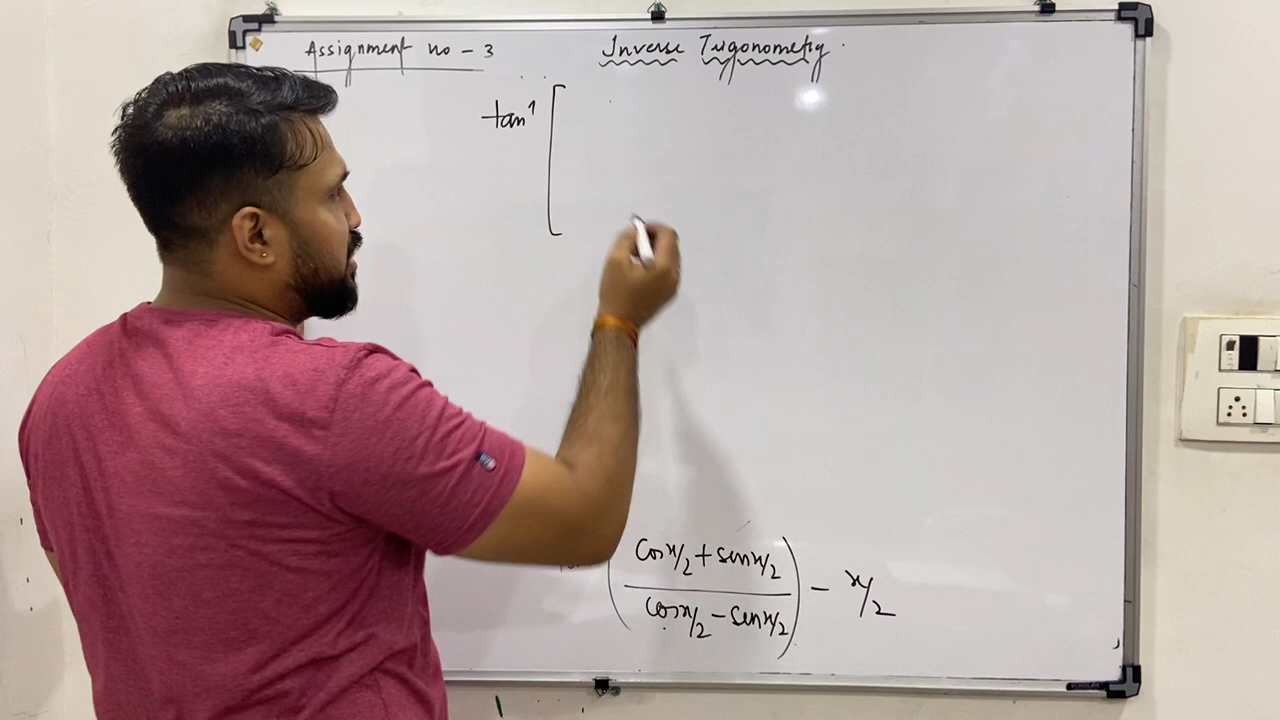 Assignment no - 3
Inverse Trigonometry.
tan⁻¹ [
(cos x/2 + sin x/2)
(cos x/2 - sin x/2) - x/2